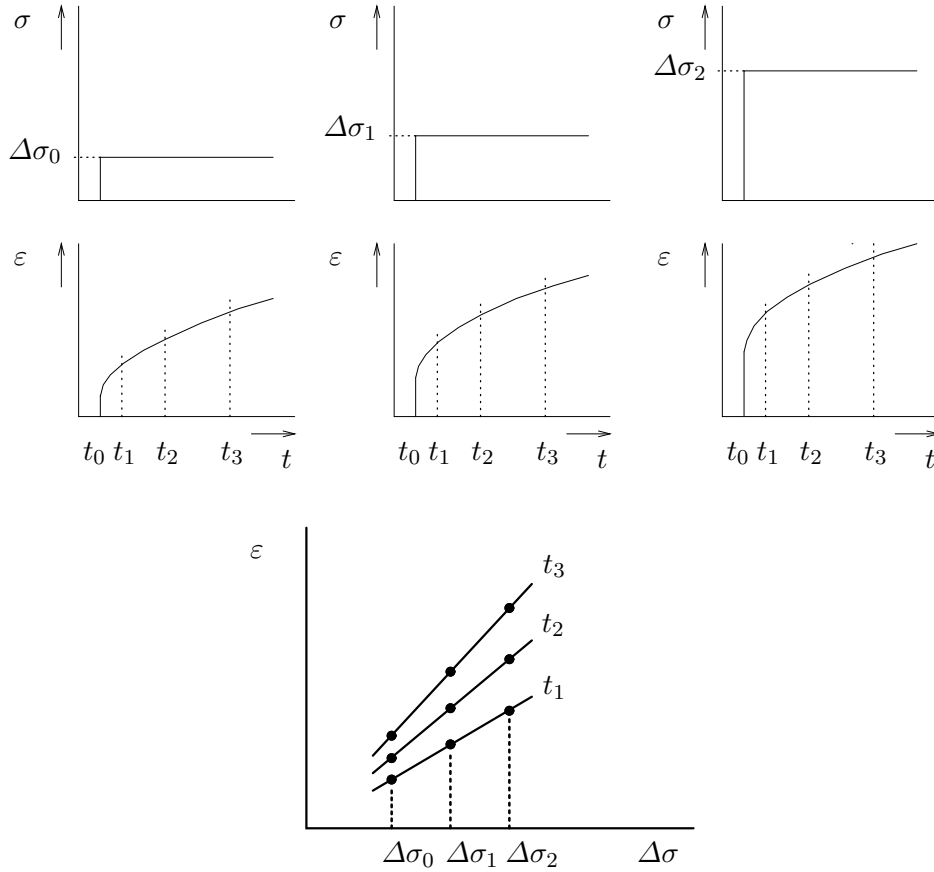 σ σ σ
Δσ₂
Δσ₁
Δσ₀
ε ε ε
t₀ t₁ t₂ t₃ t t₀ t₁ t₂ t₃ t t₀ t₁ t₂ t₃ t
ε
t₃
t₂
t₁
Δσ₀ Δσ₁ Δσ₂ Δσ